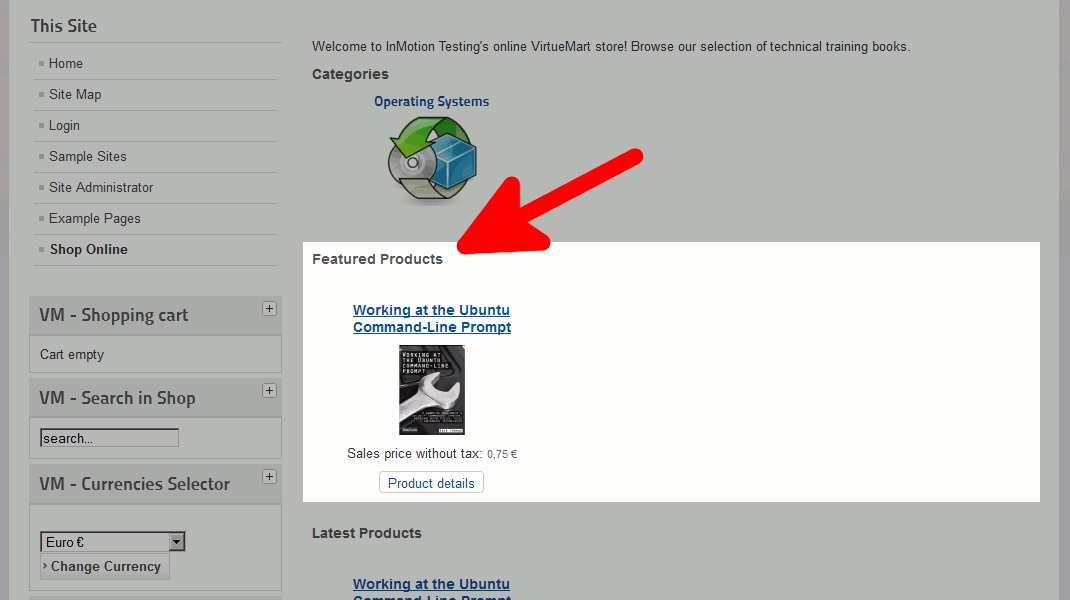 This Site
Home
Site Map
Login
Sample Sites
Site Administrator
Example Pages
Shop Online
VM - Shopping cart
+
Cart empty
VM - Search in Shop
+
search...
VM - Currencies Selector
+
Euro €
› Change Currency
Welcome to InMotion Testing's online VirtueMart store! Browse our selection of technical training books.
Categories
Operating Systems
Featured Products
Working at the Ubuntu
Command-Line Prompt
Working at
the Ubuntu
Command-Line
Prompt
Sales price without tax: 0,75 €
Product details
Latest Products
Working at the Ubuntu
Command-Line Prompt